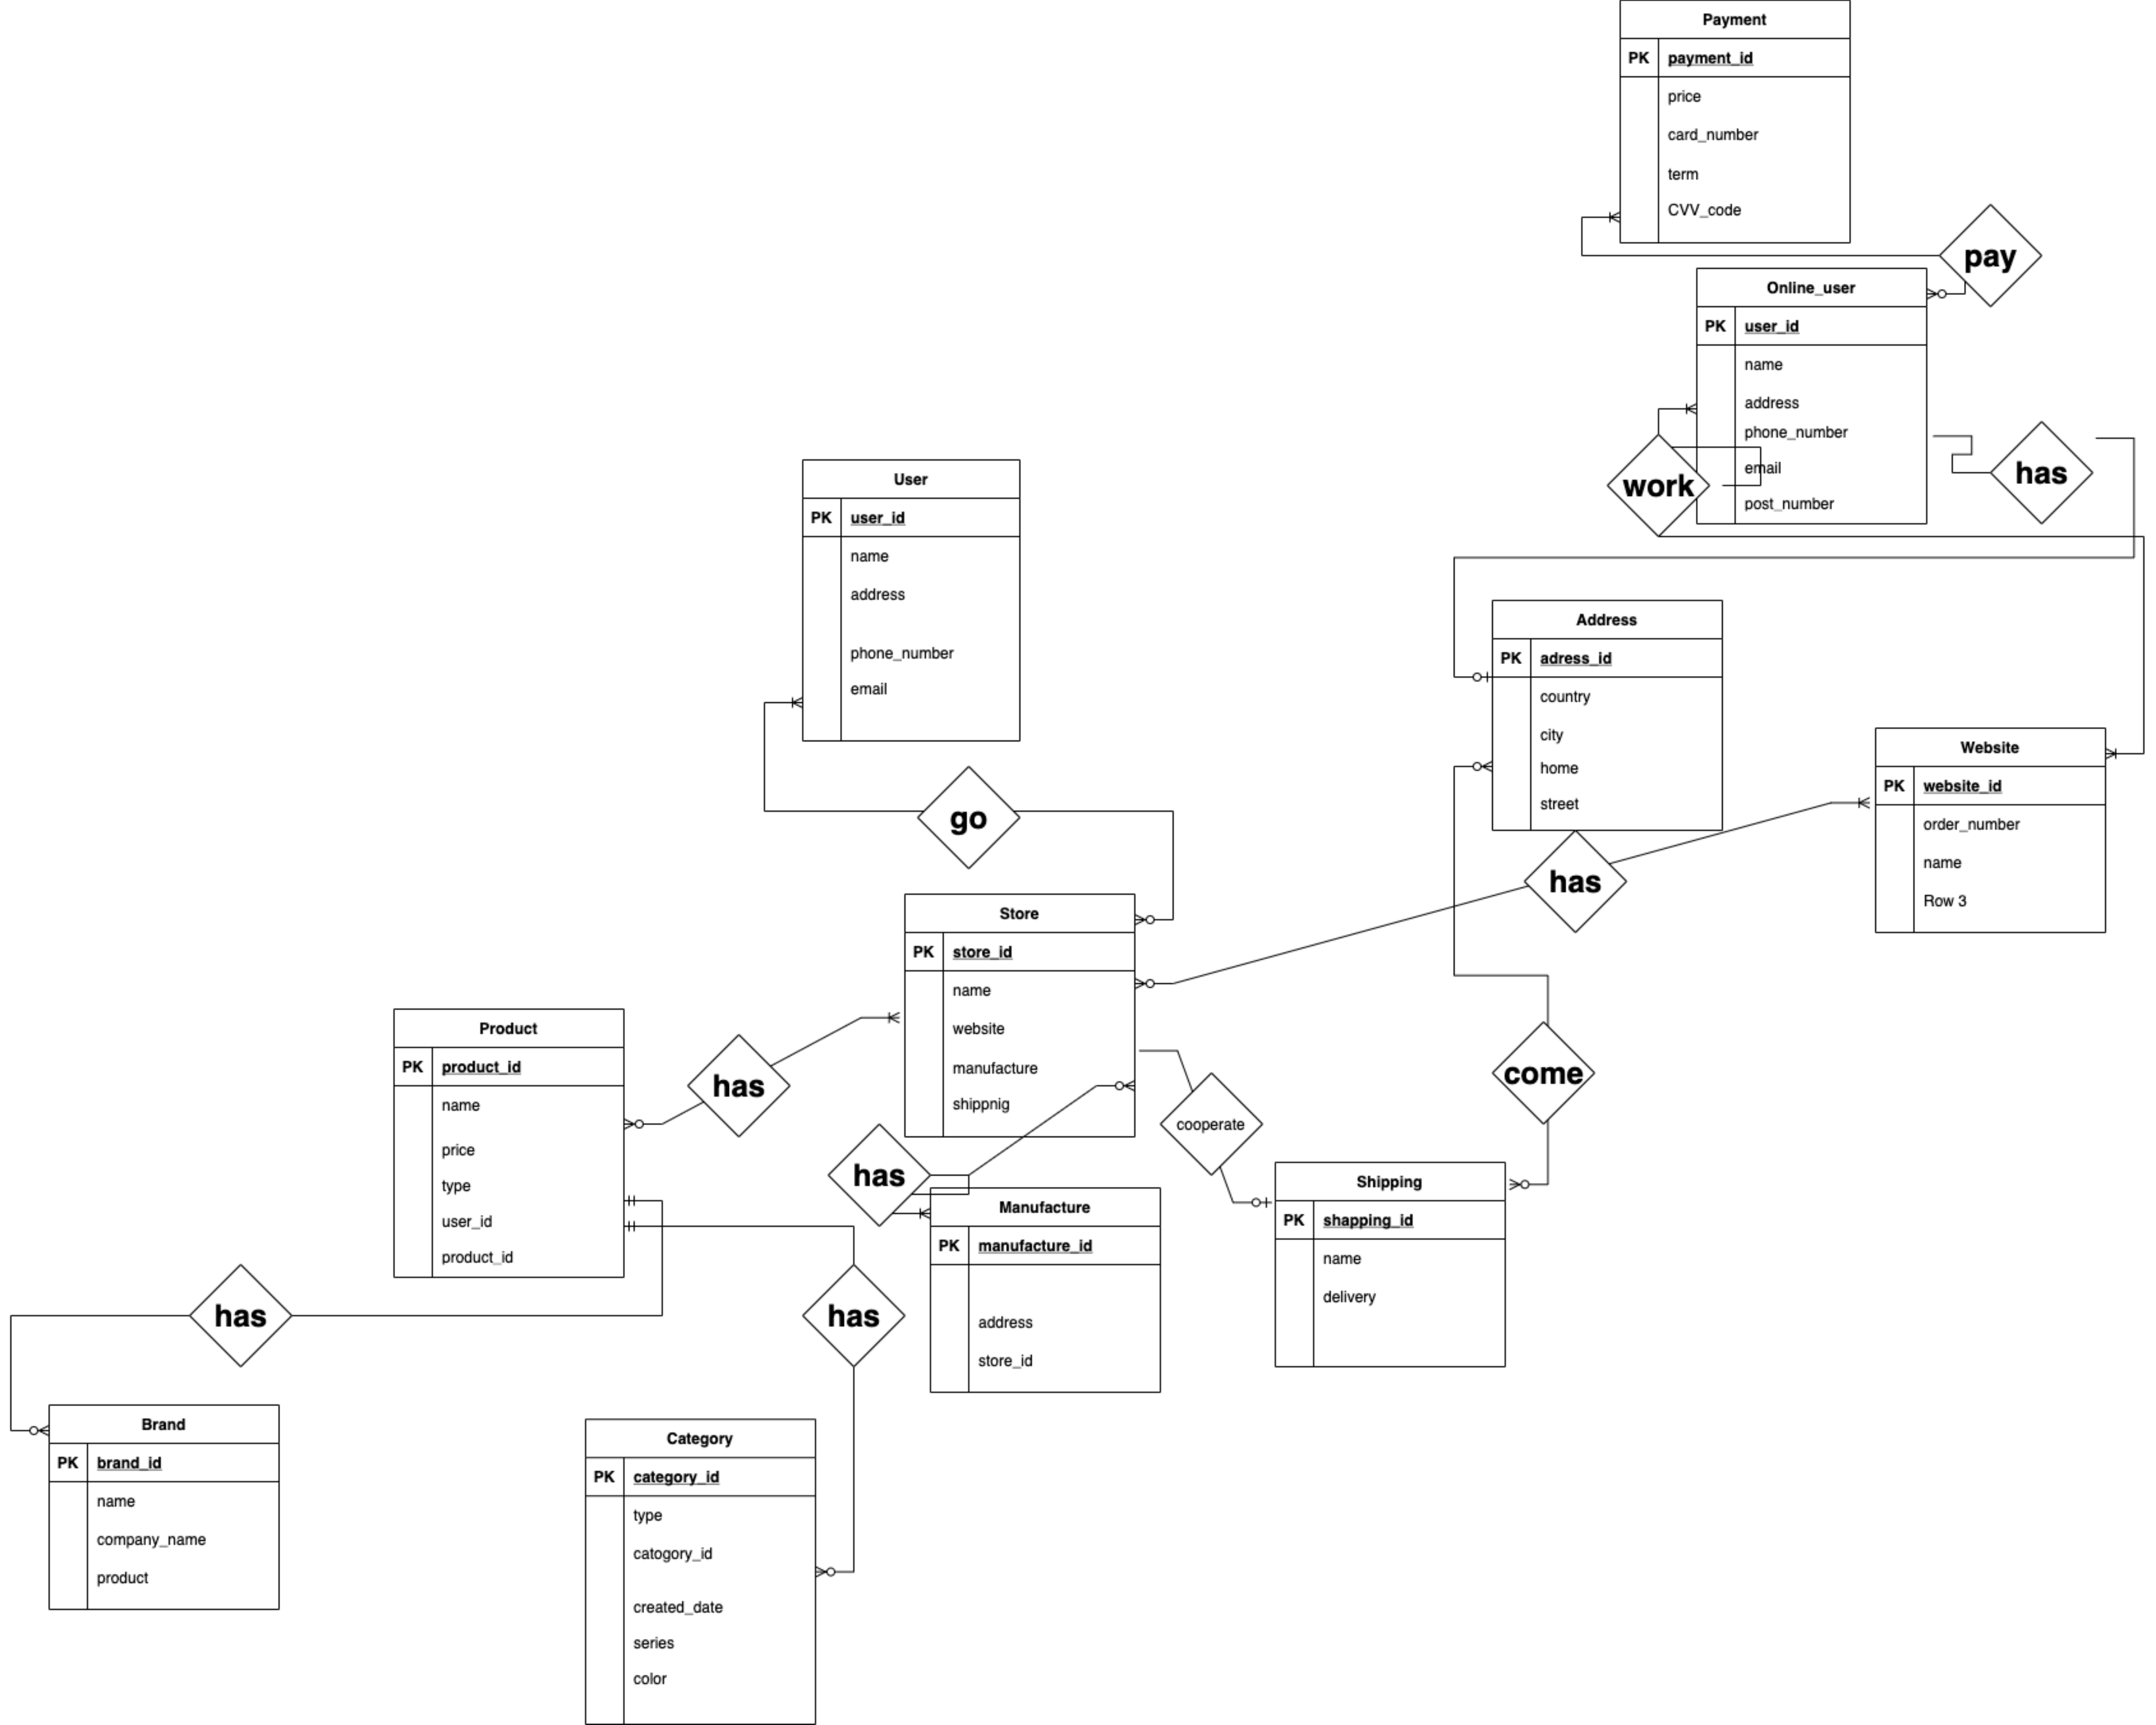 Payment
PK payment_id
price
card_number
term
CVV_code
pay
Online_user
PK user_id
name
address
phone_number
email
post_number
work
has
User
PK user_id
name
address
phone_number
email
go
Address
PK adress_id
country
city
home
street
Website
PK website_id
order_number
name
Row 3
has
Store
PK store_id
name
website
manufacture
shippnig
Product
PK product_id
name
price
type
user_id
product_id
has
come
cooperate
has
Shipping
PK shapping_id
name
delivery
Manufacture
PK manufacture_id
address
store_id
has
has
Brand
PK brand_id
name
company_name
product
Category
PK category_id
type
catogory_id
created_date
series
color